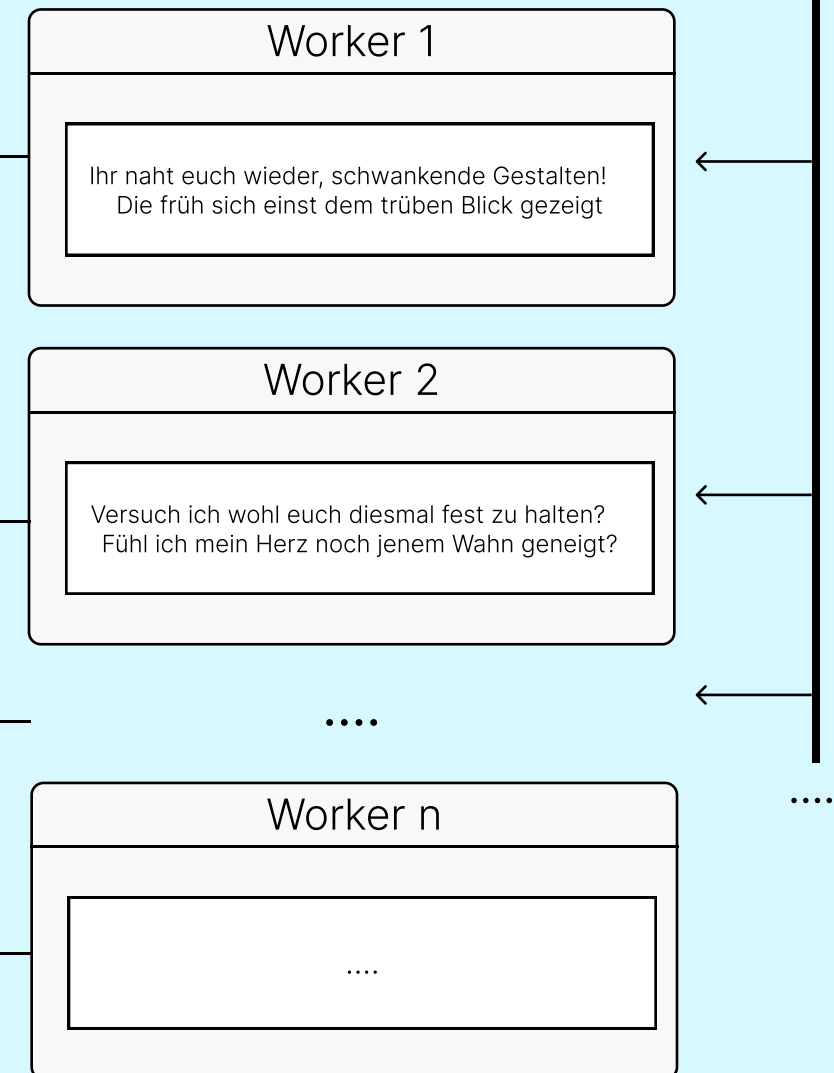 Worker 1
Ihr naht euch wieder, schwankende Gestalten!
Die früh sich einst dem trüben Blick gezeigt
Worker 2
Versuch ich wohl euch diesmal fest zu halten?
Fühl ich mein Herz noch jenem Wahn geneigt?
....
....
Worker n
....